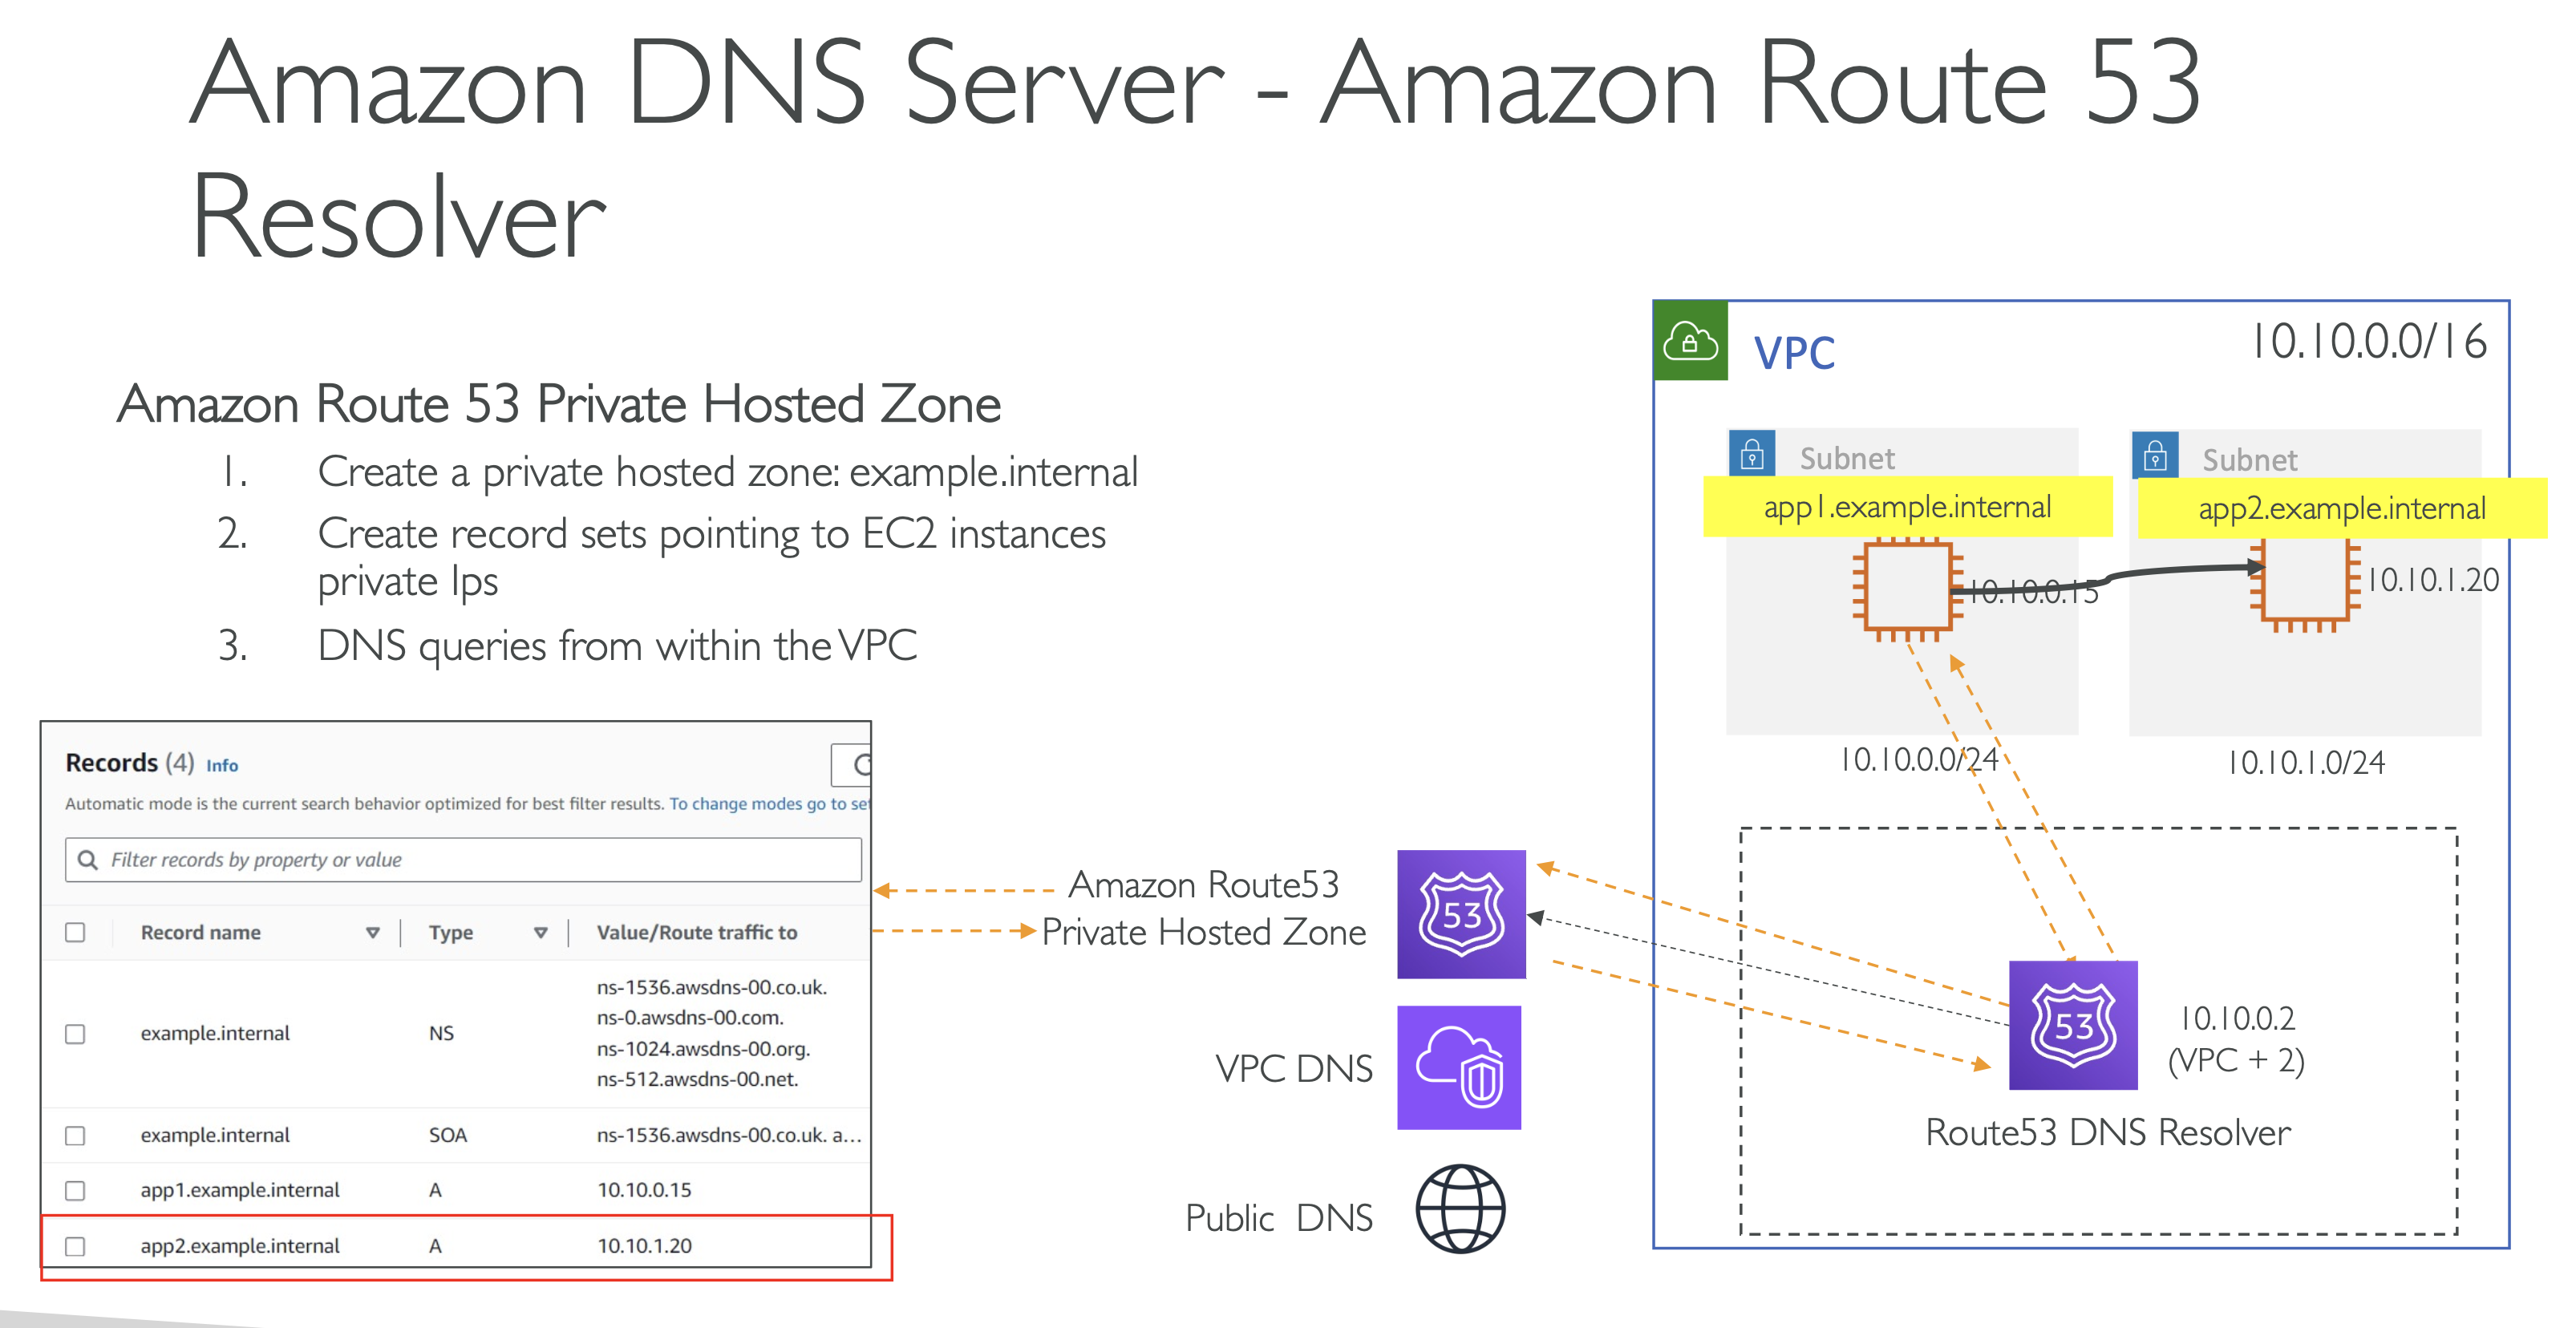 Amazon DNS Server - Amazon Route 53
Resolver
Amazon Route 53 Private Hosted Zone
1. Create a private hosted zone: example.internal
2. Create record sets pointing to EC2 instances
private Ips
3. DNS queries from within the VPC
Records (4) Info
Automatic mode is the current search behavior optimized for best filter results. To change modes go to set
Filter records by property or value
Record name Type Value/Route traffic to
example.internal NS ns-1536.awsdns-00.co.uk.
ns-0.awsdns-00.com.
ns-1024.awsdns-00.org.
ns-512.awsdns-00.net.
example.internal SOA ns-1536.awsdns-00.co.uk. a...
app1.example.internal A 10.10.0.15
app2.example.internal A 10.10.1.20
Amazon Route53
Private Hosted Zone
53
VPC DNS
Public DNS
VPC
10.10.0.0/16
Subnet
app1.example.internal
10.10.0.15
10.10.0.0/24
Subnet
app2.example.internal
10.10.1.20
10.10.1.0/24
53
10.10.0.2
(VPC + 2)
Route53 DNS Resolver